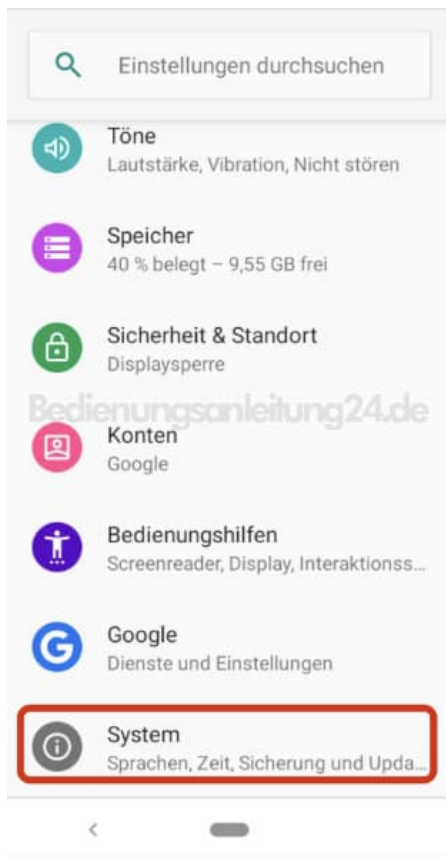 Einstellungen durchsuchen
Töne
Lautstärke, Vibration, Nicht stören
Speicher
40 % belegt – 9,55 GB frei
Sicherheit & Standort
Displaysperre
Bedienungsanleitung24.de
Konten
Google
Bedienungshilfen
Screenreader, Display, Interaktionss...
Google
Dienste und Einstellungen
System
Sprachen, Zeit, Sicherung und Upda...